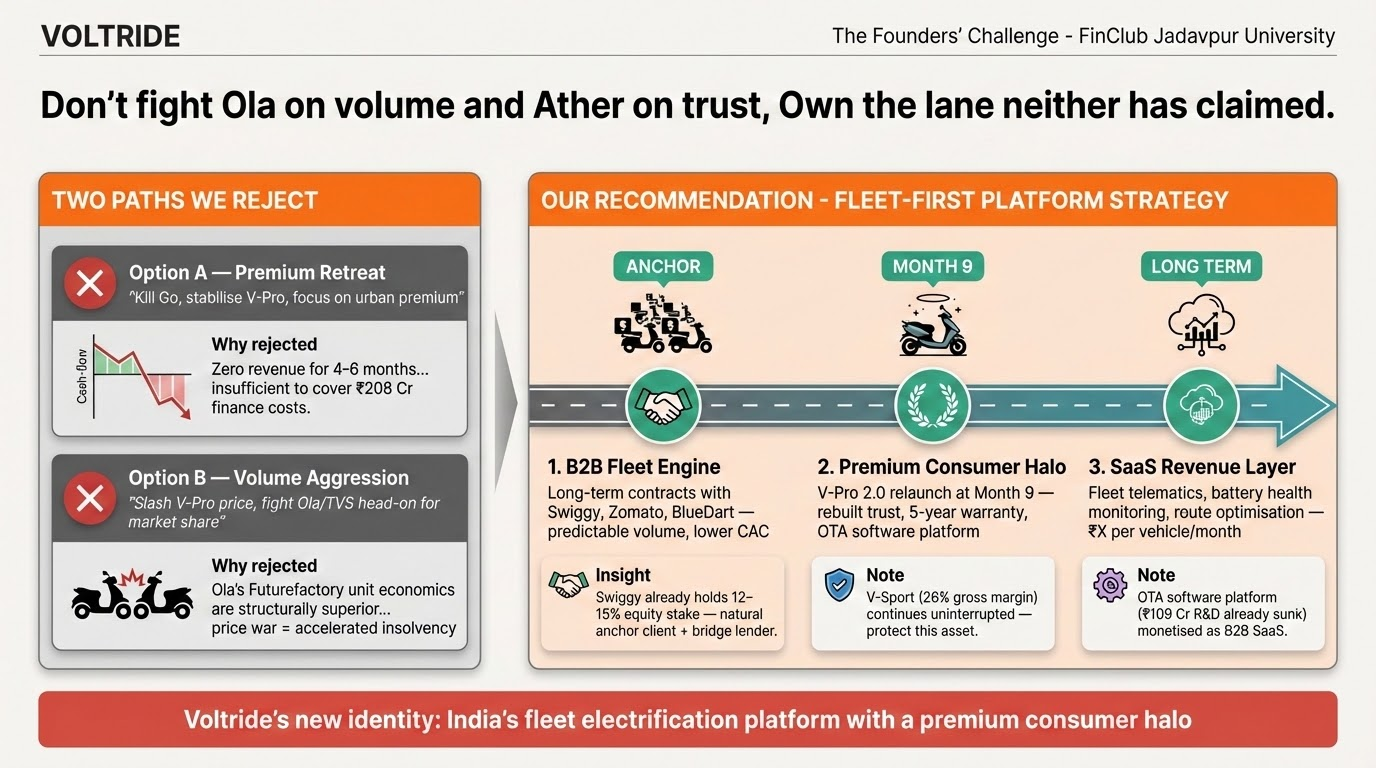 VOLTRIDE
The Founders' Challenge - FinClub Jadavpur University
Don't fight Ola on volume and Ather on trust, Own the lane neither has claimed.
TWO PATHS WE REJECT
Option A — Premium Retreat
"Kill Go, stabllise V-Pro, focus on urban premium"
Why rejected
Zero revenue for 4–6 months...
insufficient to cover ₹208 Cr
finance costs.
Option B — Volume Aggression
"Slash V-Pro price, fight Ola/TVS head-on for
market share"
Why rejected
Ola's Futurefactory unit economics
are structurally superior...
price war = accelerated insolvency
OUR RECOMMENDATION - FLEET-FIRST PLATFORM STRATEGY
ANCHOR
MONTH 9
LONG TERM
1. B2B Fleet Engine
Long-term contracts with
Swiggy, Zomato, BlueDart —
predictable volume, lower CAC
Insight
Swiggy already holds 12–
15% equity stake — natural
anchor client + bridge lender.
2. Premium Consumer Halo
V-Pro 2.0 relaunch at Month 9 —
rebuilt trust, 5-year warranty,
OTA software platform
Note
V-Sport (26% gross margin)
continues uninterrupted —
protect this asset.
3. SaaS Revenue Layer
Fleet telematics, battery health
monitoring, route optimisation —
₹X per vehicle/month
Note
OTA software platform
(₹109 Cr R&D already sunk)
monetised as B2B SaaS.
Voltride's new identity: India's fleet electrification platform with a premium consumer halo